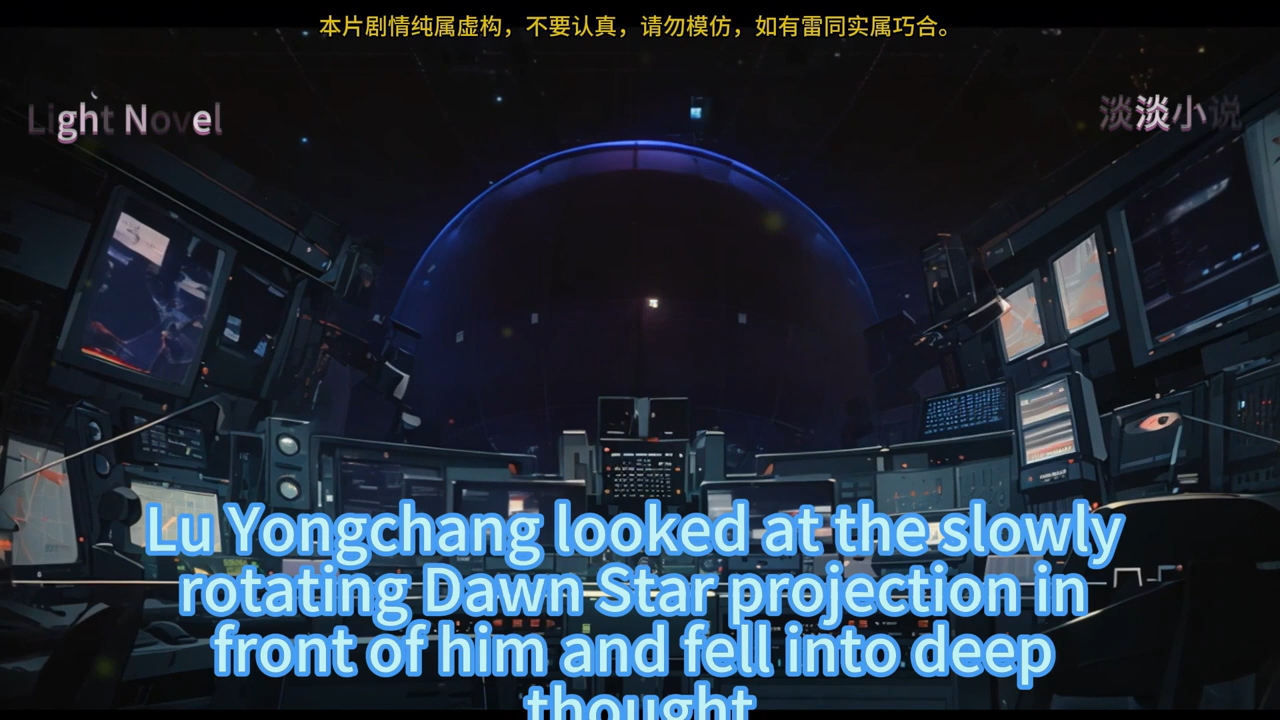 本片剧情纯属虚构，不要认真，请勿模仿，如有雷同实属巧合。
Light Novel
淡淡小说
Lu Yongchang looked at the slowly
rotating Dawn Star projection in
front of him and fell into deep
thought